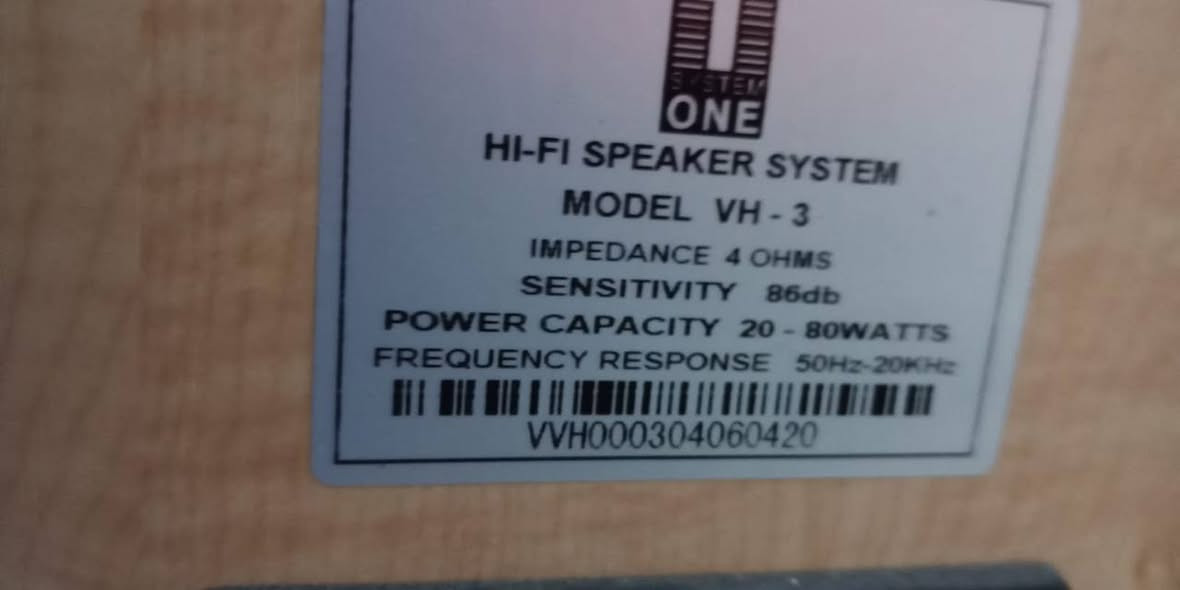 SYSTEM
ONE
HI-FI SPEAKER SYSTEM
MODEL VH - 3
IMPEDANCE 4 OHMS
SENSITIVITY 86db
POWER CAPACITY 20 - 80WATTS
FREQUENCY RESPONSE 50Hz-20KHz
VVH000304060420